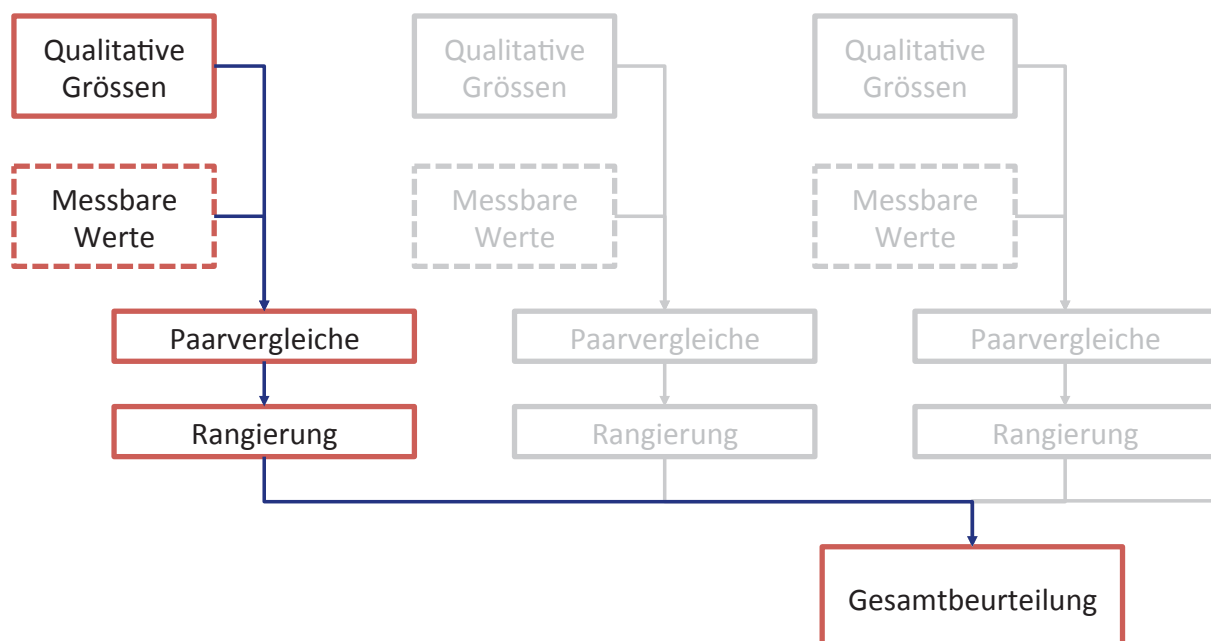 Qualitative
Grössen
Qualitative
Grössen
Qualitative
Grössen
Messbare
Werte
Messbare
Werte
Messbare
Werte
Paarvergleiche
Paarvergleiche
Paarvergleiche
Rangierung
Rangierung
Rangierung
Gesamtbeurteilung